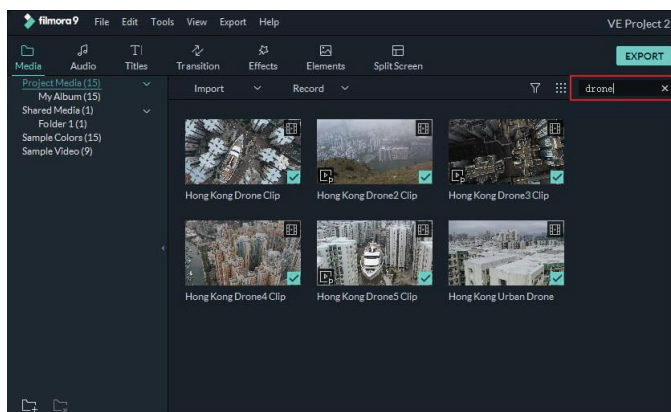 filmora9 File Edit Tools View Export Help VE Project 2
Media Audio Titles Transition Effects Elements Split Screen EXPORT
Project Media (15) Import Record drone ×
My Album (15)
Shared Media (1)
Folder 1 (1)
Sample Colors (15)
Sample Video (9)
Hong Kong Drone Clip Hong Kong Drone2 Clip Hong Kong Drone3 Clip
Hong Kong Drone4 Clip Hong Kong Drone5 Clip Hong Kong Urban Drone